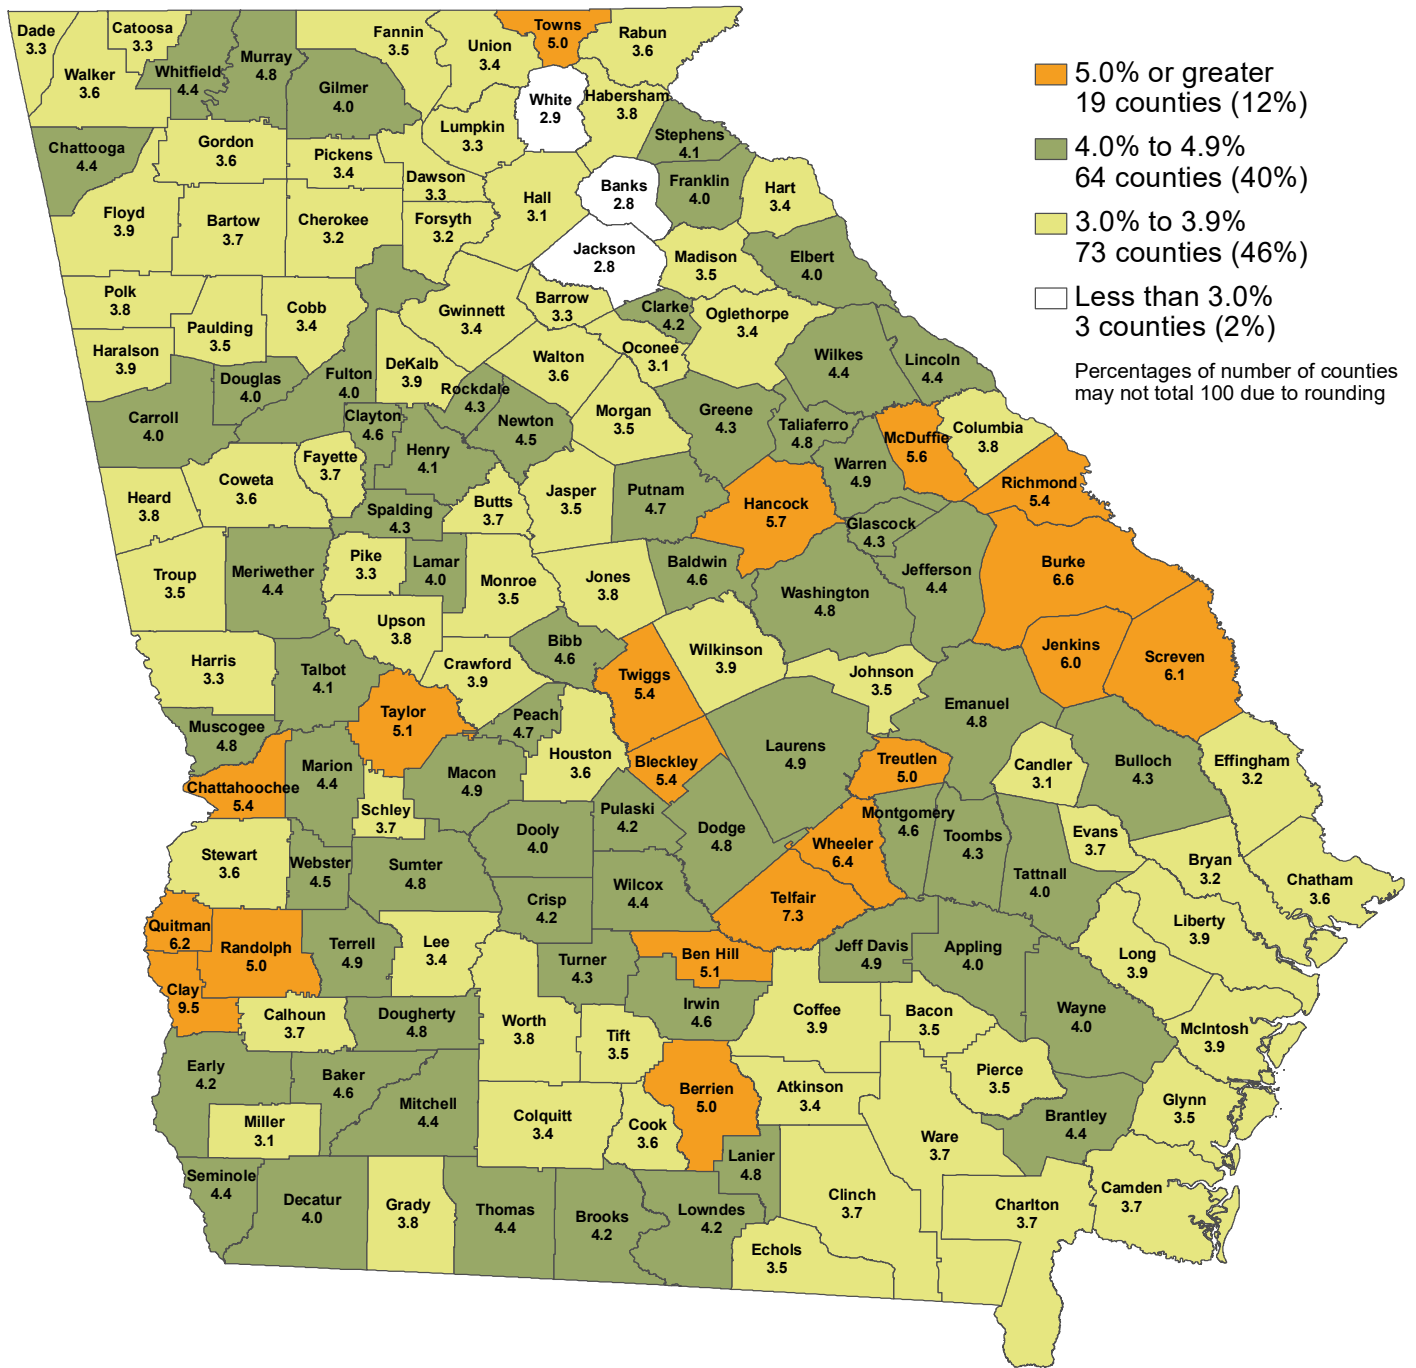 Dade
3.3
Catoosa
3.3
Walker
3.6
Whitfield
4.4
Murray
4.8
Fannin
3.5
Gilmer
4.0
Union
3.4
Towns
5.0
Rabun
3.6
White
2.9
Habersham
3.8
Lumpkin
3.3
Stephens
4.1
Chattooga
4.4
Gordon
3.6
Pickens
3.4
Dawson
3.3
Hall
3.1
Banks
2.8
Franklin
4.0
Hart
3.4
Floyd
3.9
Bartow
3.7
Cherokee
3.2
Forsyth
3.2
Jackson
2.8
Madison
3.5
Elbert
4.0
Polk
3.8
Paulding
3.5
Cobb
3.4
Gwinnett
3.4
Barrow
3.3
Clarke
4.2
Oglethorpe
3.4
Haralson
3.9
Douglas
4.0
Fulton
4.0
DeKalb
3.9
Rockdale
4.3
Walton
3.6
Oconee
3.1
Wilkes
4.4
Lincoln
4.4
Carroll
4.0
Clayton
4.6
Henry
4.1
Newton
4.5
Morgan
3.5
Greene
4.3
Taliaferro
4.8
McDuffie
5.6
Columbia
3.8
Heard
3.8
Coweta
3.6
Fayette
3.7
Spalding
4.3
Butts
3.7
Jasper
3.5
Putnam
4.7
Hancock
5.7
Warren
4.9
Glascock
4.3
Richmond
5.4
Troup
3.5
Meriwether
4.4
Pike
3.3
Lamar
4.0
Monroe
3.5
Jones
3.8
Baldwin
4.6
Washington
4.8
Jefferson
4.4
Burke
6.6
Upson
3.8
Harris
3.3
Talbot
4.1
Crawford
3.9
Bibb
4.6
Twiggs
5.4
Wilkinson
3.9
Johnson
3.5
Jenkins
6.0
Screven
6.1
Muscogee
4.8
Taylor
5.1
Peach
4.7
Houston
3.6
Bleckley
5.4
Laurens
4.9
Emanuel
4.8
Treutlen
5.0
Candler
3.1
Bulloch
4.3
Effingham
3.2
Chattahoochee
5.4
Marion
4.4
Schley
3.7
Macon
4.9
Dooly
4.0
Pulaski
4.2
Dodge
4.8
Wheeler
6.4
Montgomery
4.6
Toombs
4.3
Tattnall
4.0
Evans
3.7
Bryan
3.2
Chatham
3.6
Stewart
3.6
Webster
4.5
Sumter
4.8
Crisp
4.2
Wilcox
4.4
Telfair
7.3
Liberty
3.9
Long
3.9
Quitman
6.2
Randolph
5.0
Terrell
4.9
Lee
3.4
Turner
4.3
Ben Hill
5.1
Jeff Davis
4.9
Appling
4.0
Wayne
4.0
Clay
9.5
Calhoun
3.7
Dougherty
4.8
Worth
3.8
Tift
3.5
Irwin
4.6
Coffee
3.9
Bacon
3.5
McIntosh
3.9
Early
4.2
Baker
4.6
Mitchell
4.4
Miller
3.1
Colquitt
3.4
Cook
3.6
Berrien
5.0
Atkinson
3.4
Pierce
3.5
Ware
3.7
Brantley
4.4
Glynn
3.5
Seminole
4.4
Decatur
4.0
Grady
3.8
Thomas
4.4
Brooks
4.2
Lowndes
4.2
Lanier
4.8
Clinch
3.7
Echols
3.5
Charlton
3.7
Camden
3.7
5.0% or greater
19 counties (12%)
4.0% to 4.9%
64 counties (40%)
3.0% to 3.9%
73 counties (46%)
Less than 3.0%
3 counties (2%)
Percentages of number of counties
may not total 100 due to rounding